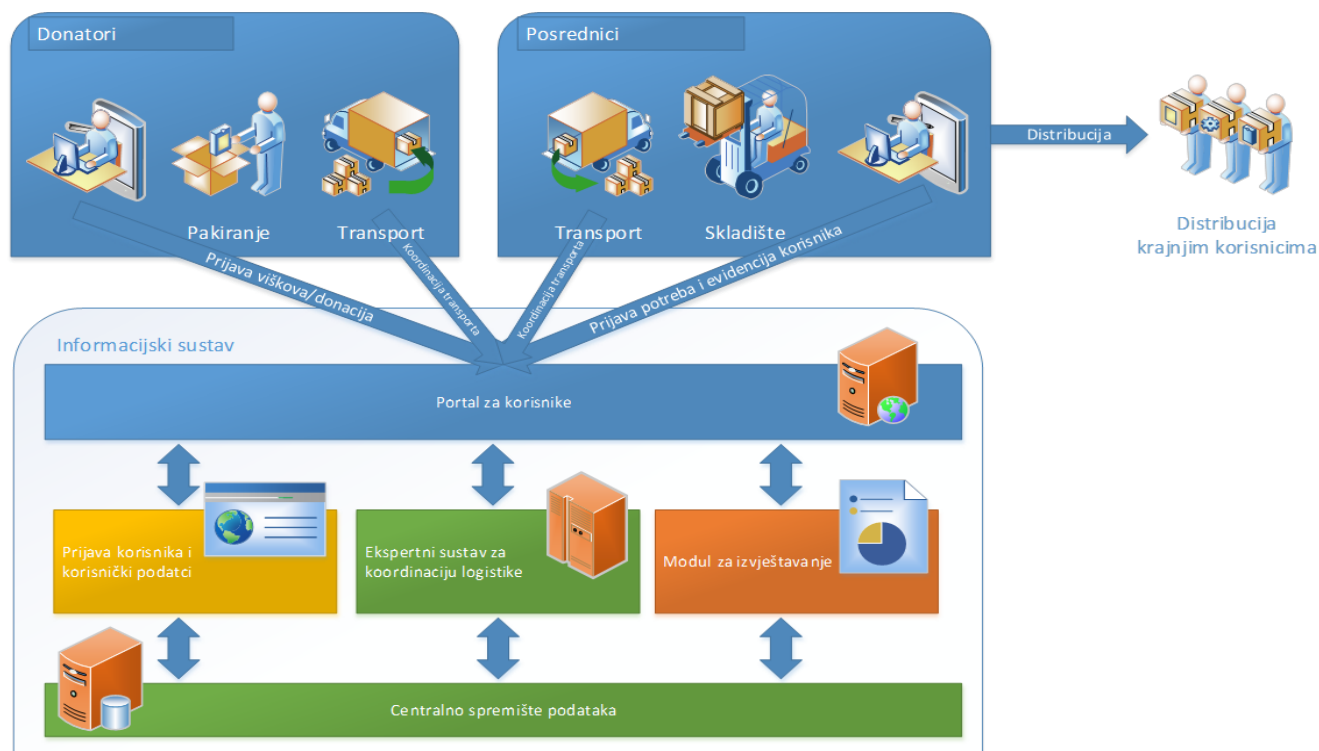 Donatori
Pakiranje
Transport
Posrednici
Transport
Skladište
Distribucija
Distribucija
krajnjim korisnicima
Prijava viškova/donacija
Koordinacija transporta
Koordinacija transporta
Prijava potreba i evidencija korisnika
Informacijski sustav
Portal za korisnike
Prijava korisnika i
korisnički podatci
Ekspertni sustav za
koordinaciju logistike
Modul za izvještavanje
Centralno spremište podataka